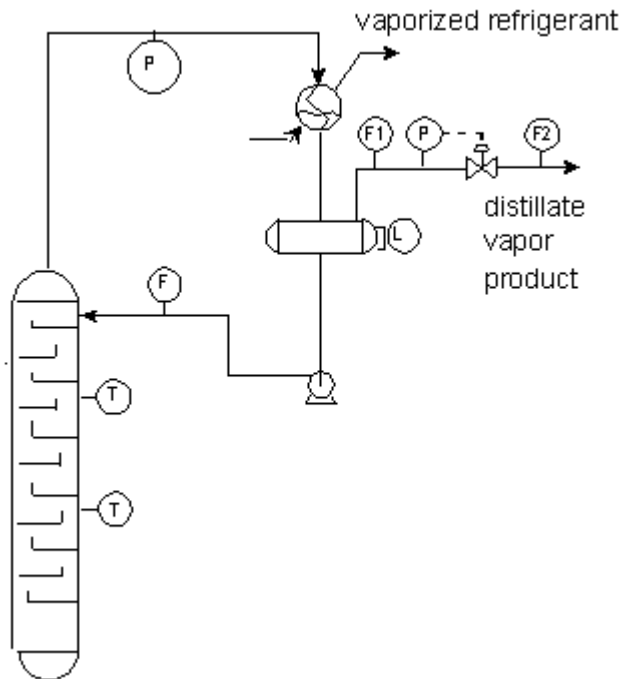 vaporized refrigerant
P
F1
P
F2
distillate
vapor
product
L
F
T
T